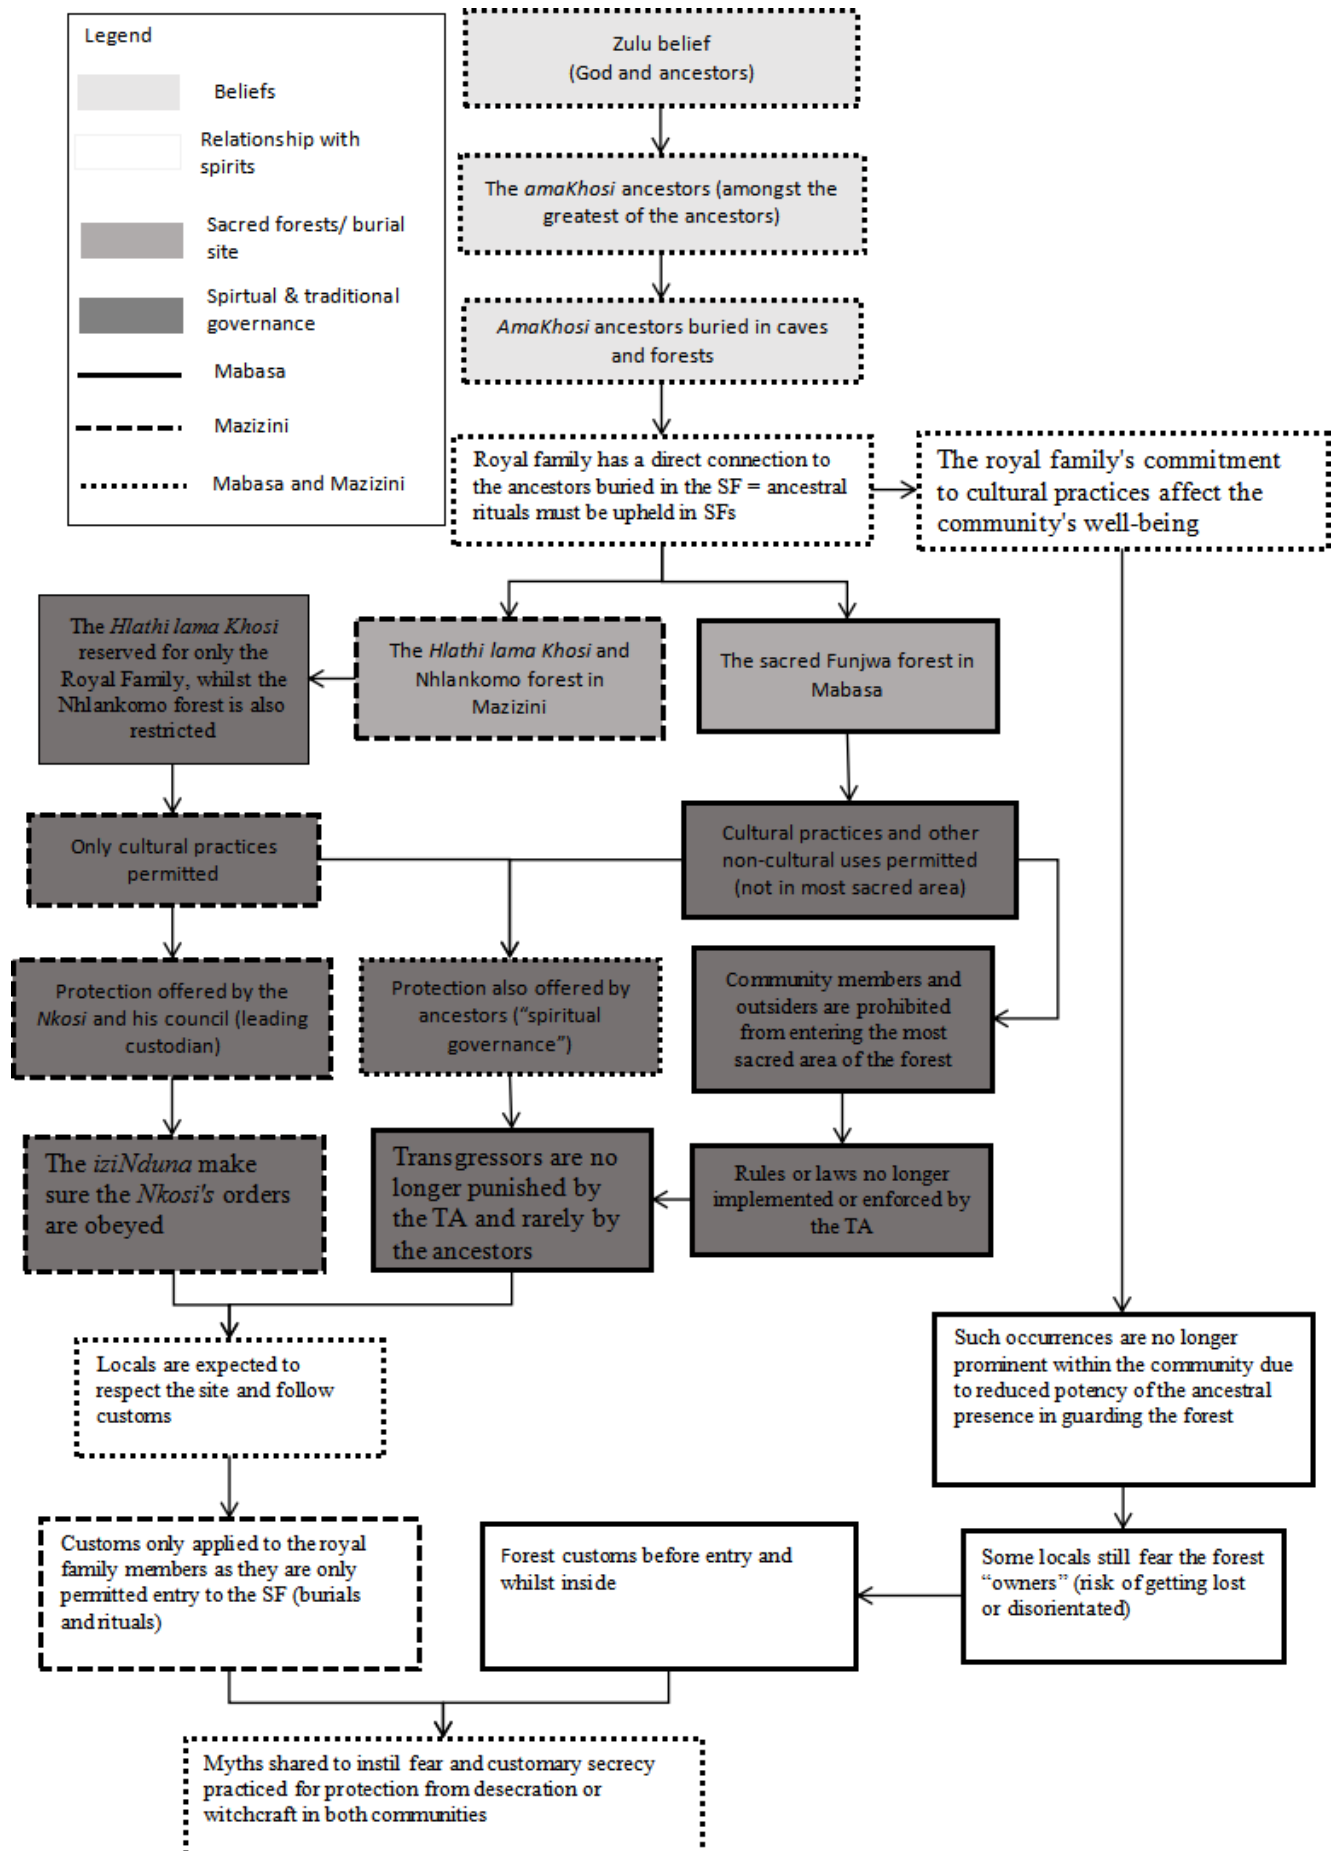 Legend
Beliefs
Relationship with
spirits
Sacred forests/ burial
site
Spirtual & traditional
governance
Mabasa
Mazizini
Mabasa and Mazizini
Zulu belief
(God and ancestors)
The amaKhosi ancestors (amongst the
greatest of the ancestors)
AmaKhosi ancestors buried in caves
and forests
Royal family has a direct connection to
the ancestors buried in the SF = ancestral
rituals must be upheld in SFs
The royal family's commitment
to cultural practices affect the
community's well-being
The Hlathi lama Khosi
reserved for only the
Royal Family, whilst the
Nhlankomo forest is also
restricted
The Hlathi lama Khosi and
Nhlankomo forest in
Mazizini
The sacred Funjwa forest in
Mabasa
Only cultural practices
permitted
Cultural practices and other
non-cultural uses permitted
(not in most sacred area)
Protection offered by the
Nkosi and his council (leading
custodian)
Protection also offered by
ancestors (“spiritual
governance”)
Community members and
outsiders are prohibited
from entering the most
sacred area of the forest
The iziNduna make
sure the Nkosi's orders
are obeyed
Transgressors are no
longer punished by
the TA and rarely by
the ancestors
Rules or laws no longer
implemented or enforced by
the TA
Locals are expected to
respect the site and follow
customs
Such occurrences are no longer
prominent within the community due
to reduced potency of the ancestral
presence in guarding the forest
Customs only applied to the royal
family members as they are only
permitted entry to the SF (burials
and rituals)
Forest customs before entry and
whilst inside
Some locals still fear the forest
“owners” (risk of getting lost
or disorientated)
Myths shared to instil fear and customary secrecy
practiced for protection from desecration or
witchcraft in both communities